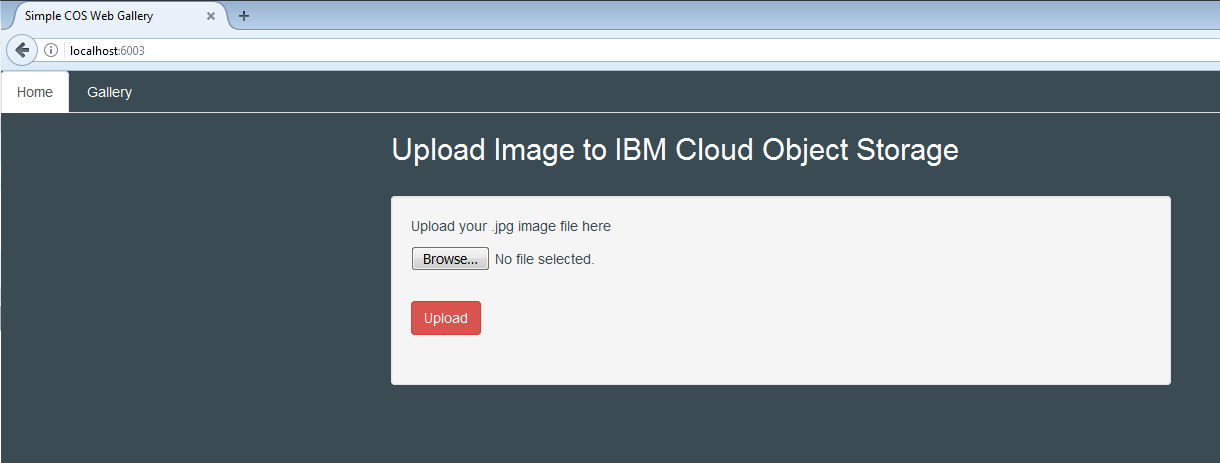 Simple COS Web Gallery
localhost:6003
Home Gallery
Upload Image to IBM Cloud Object Storage
Upload your .jpg image file here
Browse... No file selected.
Upload